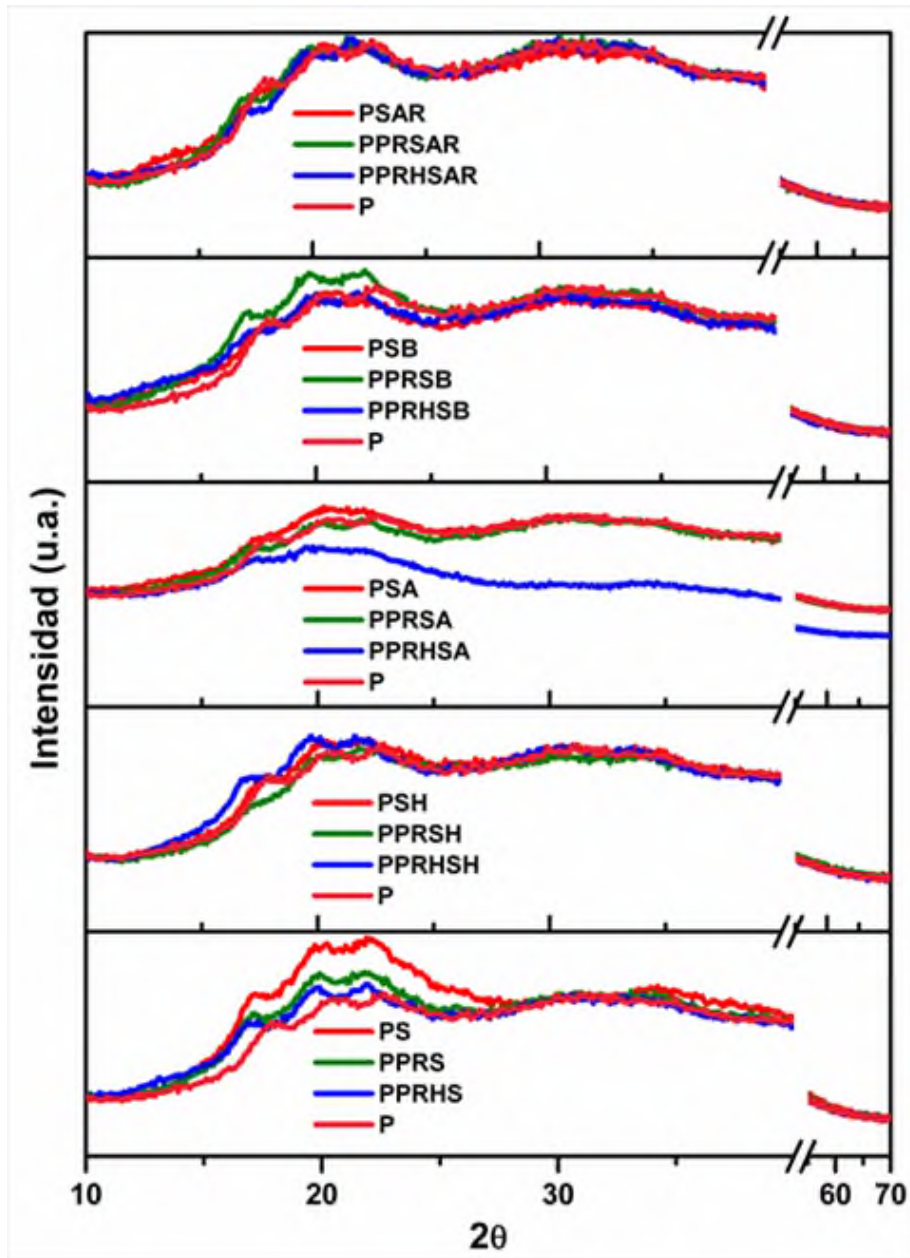 Intensidad (u.a.)
PSAR
PPRSAR
PPRHSAR
P
PSB
PPRSB
PPRHSB
P
PSA
PPRSA
PPRHSA
P
PSH
PPRSH
PPRHSH
P
PS
PPRS
PPRHS
P
10 20 30 60 70
2θ